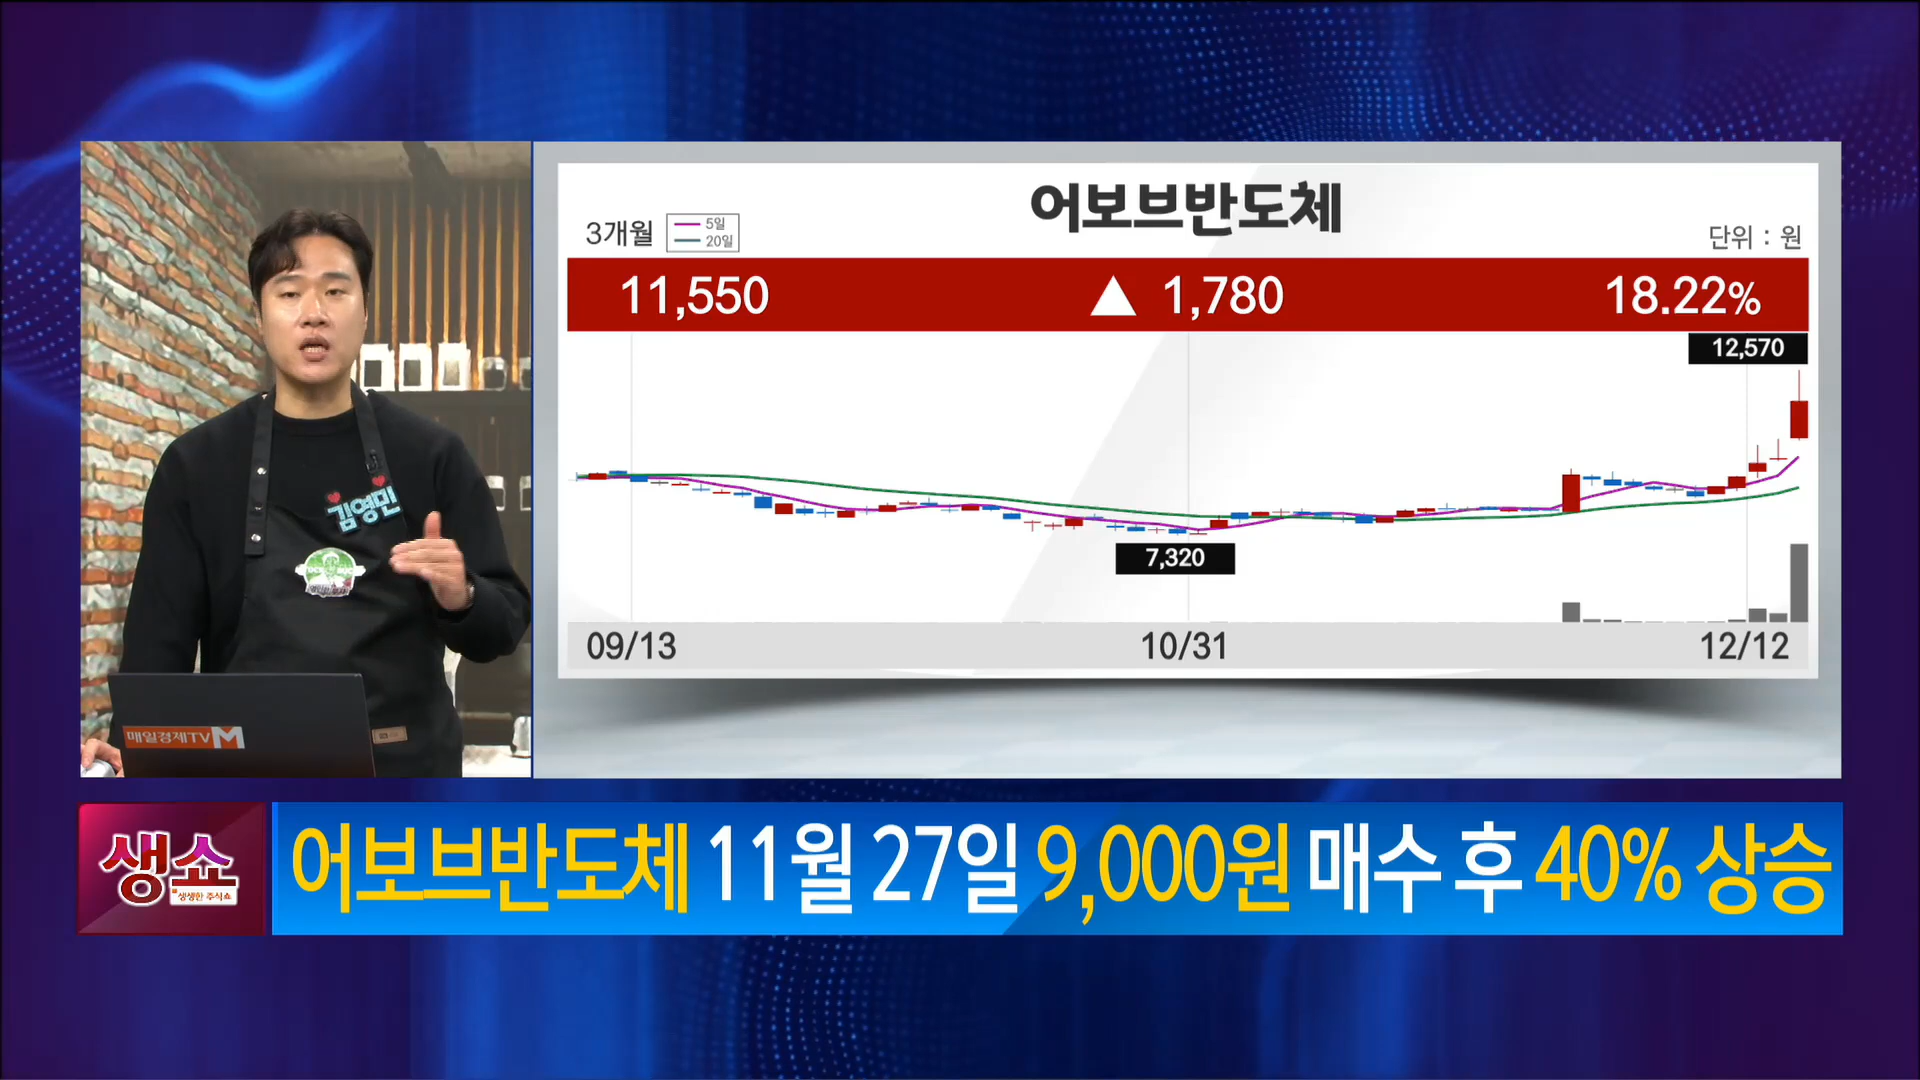 어보브반도체
3개월
5일
20일
단위 : 원
11,550 ▲ 1,780 18.22%
12,570
7,320
09/13 10/31 12/12
김영민
매일경제TV M
생쇼
생생한 주식쇼
어보브반도체 11월 27일 9,000원 매수 후 40% 상승